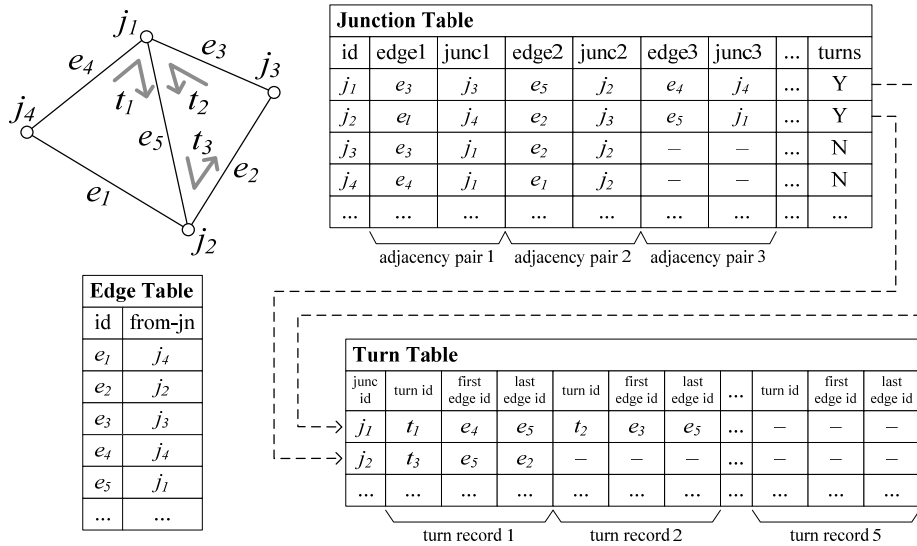 j1
e3
j3
e4
t1
t2
j4
e5
t3
e2
e1
j2
Junction Table
id edge1 junc1 edge2 junc2 edge3 junc3 ... turns
j1 e3 j3 e5 j2 e4 j4 ... Y
j2 el j4 e2 j3 e5 j1 ... Y
j3 e3 j1 e2 j2 – – ... N
j4 e4 j1 e1 j2 – – ... N
... ... ... ... ... ... ... ... ...
adjacency pair 1 adjacency pair 2 adjacency pair 3
Edge Table
id from-jn
e1 j4
e2 j2
e3 j3
e4 j4
e5 j1
... ...
Turn Table
junc id turn id first edge id last edge id turn id first edge id last edge id ... turn id first edge id last edge id
j1 t1 e4 e5 t2 e3 e5 ... – – –
j2 t3 e5 e2 – – – ... – – –
... ... ... ... ... ... ... ... ... ... ...
turn record 1 turn record 2 turn record 5